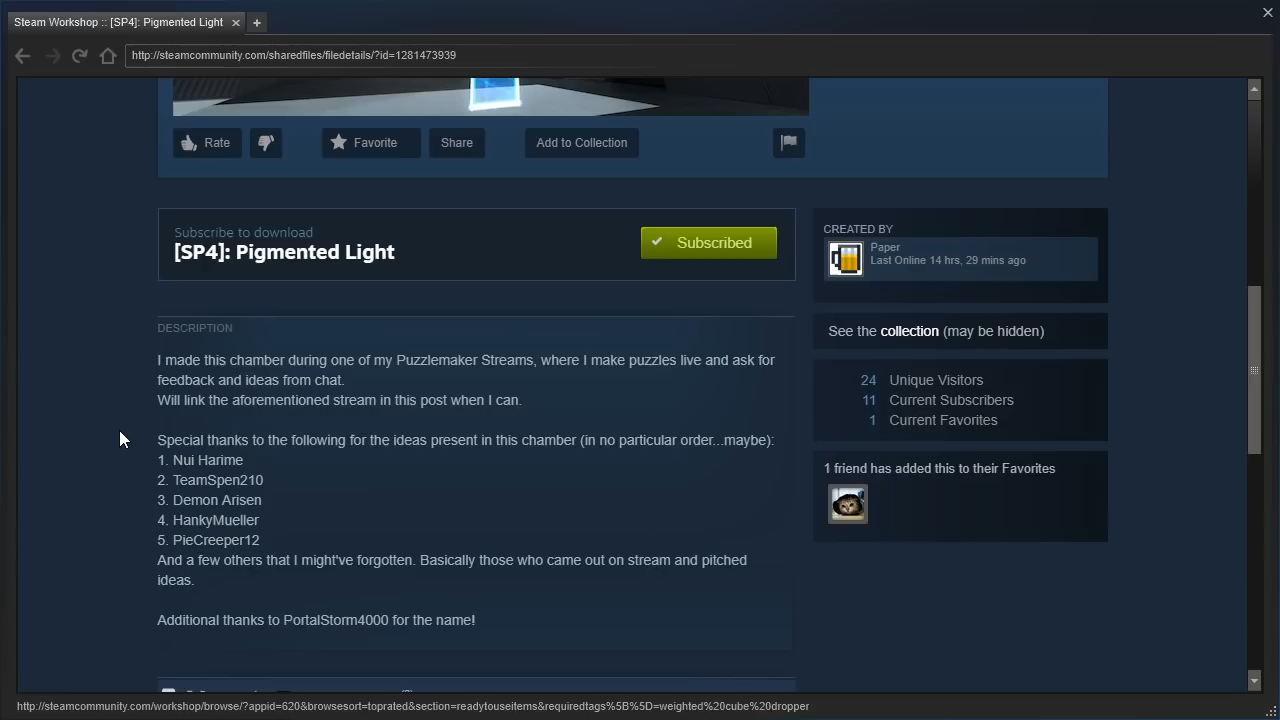 Steam Workshop :: [SP4]: Pigmented Light
http://steamcommunity.com/sharedfiles/filedetails/?id=1281473939
Rate
Favorite
Share
Add to Collection
Subscribe to download
[SP4]: Pigmented Light
Subscribed
CREATED BY
Paper
Last Online 14 hrs, 29 mins ago
See the collection (may be hidden)
24 Unique Visitors
11 Current Subscribers
1 Current Favorites
1 friend has added this to their Favorites
DESCRIPTION
I made this chamber during one of my Puzzlemaker Streams, where I make puzzles live and ask for
feedback and ideas from chat.
Will link the aforementioned stream in this post when I can.
Special thanks to the following for the ideas present in this chamber (in no particular order...maybe):
1. Nui Harime
2. TeamSpen210
3. Demon Arisen
4. HankyMueller
5. PieCreeper12
And a few others that I might've forgotten. Basically those who came out on stream and pitched
ideas.
Additional thanks to PortalStorm4000 for the name!
http://steamcommunity.com/workshop/browse/?appid=620&browsesort=toprated&section=readytouseitems&requiredtags%5B%5D=weighted%20cube%20dropper